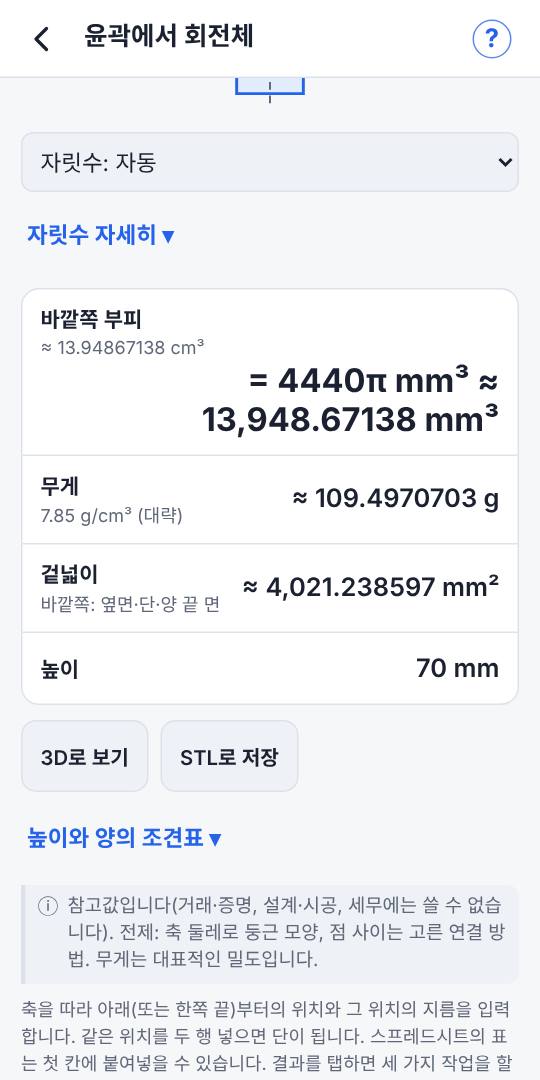 윤곽에서 회전체
?
자릿수: 자동
자릿수 자세히 ▼
바깥쪽 부피
≈ 13.94867138 cm³
= 4440π mm³ ≈
13,948.67138 mm³
무게
7.85 g/cm³ (대략)
≈ 109.4970703 g
겉넓이
바깥쪽: 옆면·단·양 끝 면
≈ 4,021.238597 mm²
높이
70 mm
3D로 보기
STL로 저장
높이와 양의 조견표 ▼
ⓘ 참고값입니다(거래·증명, 설계·시공, 세무에는 쓸 수 없습
니다). 전제: 축 둘레로 둥근 모양, 점 사이는 고른 연결 방
법. 무게는 대표적인 밀도입니다.
축을 따라 아래(또는 한쪽 끝)부터의 위치와 그 위치의 지름을 입력
합니다. 같은 위치를 두 행 넣으면 단이 됩니다. 스프레드시트의 표
는 첫 칸에 붙여넣을 수 있습니다. 결과를 탭하면 세 가지 작업을 할